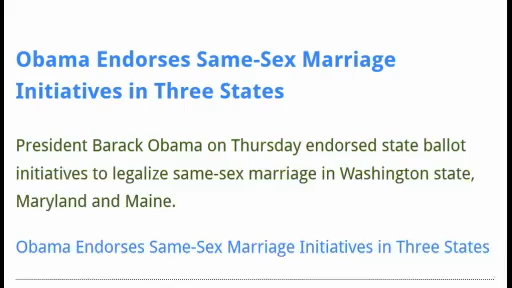 Obama Endorses Same-Sex Marriage
Initiatives in Three States
President Barack Obama on Thursday endorsed state ballot
initiatives to legalize same-sex marriage in Washington state,
Maryland and Maine.
Obama Endorses Same-Sex Marriage Initiatives in Three States